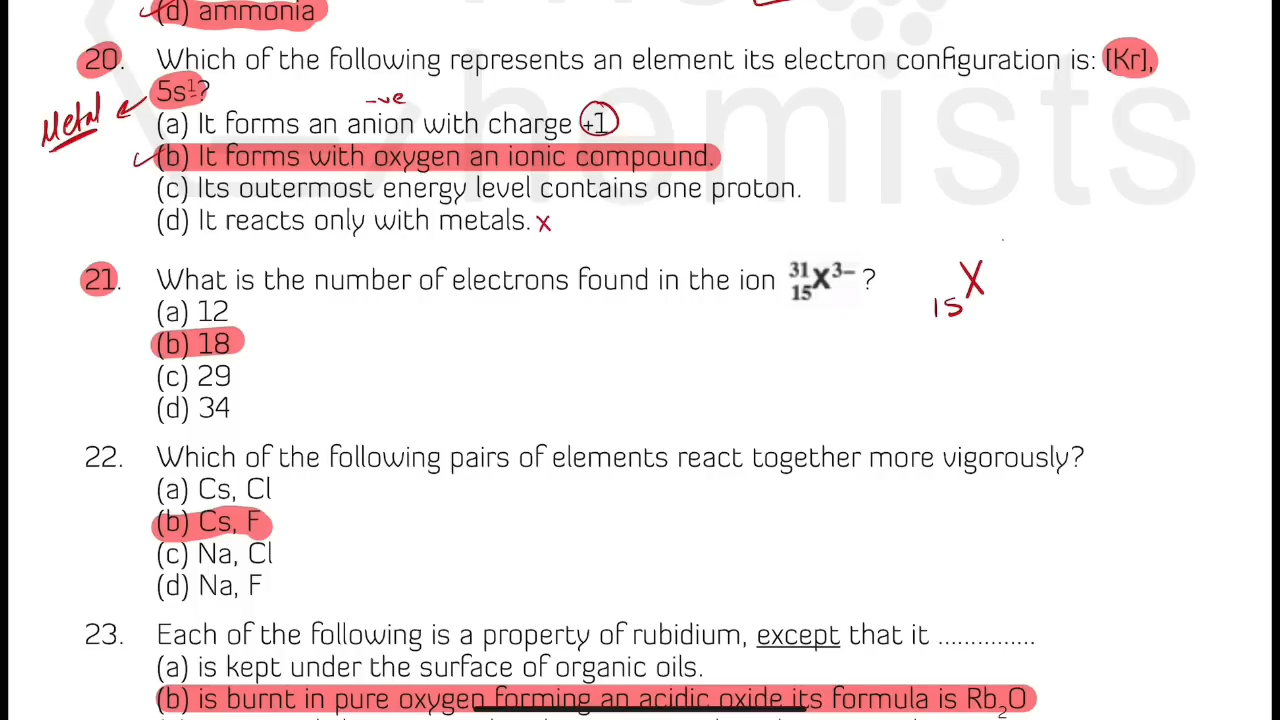 (d) ammonia
20. Which of the following represents an element its electron configuration is: [Kr],
5s¹?
Metal
-ve
(a) It forms an anion with charge +1
(b) It forms with oxygen an ionic compound.
(c) Its outermost energy level contains one proton.
(d) It reacts only with metals. x
21. What is the number of electrons found in the ion ³¹₁₅X³⁻ ?
₁₅X
(a) 12
(b) 18
(c) 29
(d) 34
22. Which of the following pairs of elements react together more vigorously?
(a) Cs, Cl
(b) Cs, F
(c) Na, Cl
(d) Na, F
23. Each of the following is a property of rubidium, except that it ...............
(a) is kept under the surface of organic oils.
(b) is burnt in pure oxygen forming an acidic oxide its formula is Rb₂O